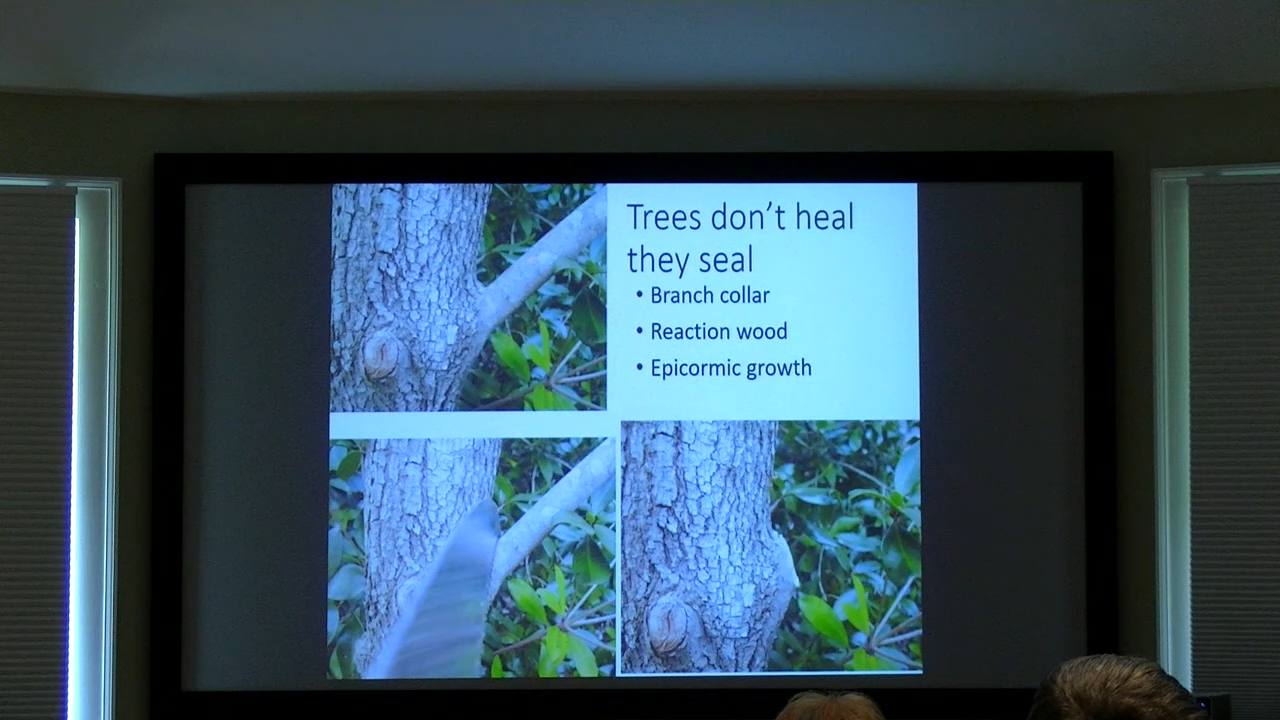 Trees don’t heal
they seal
• Branch collar
• Reaction wood
• Epicormic growth